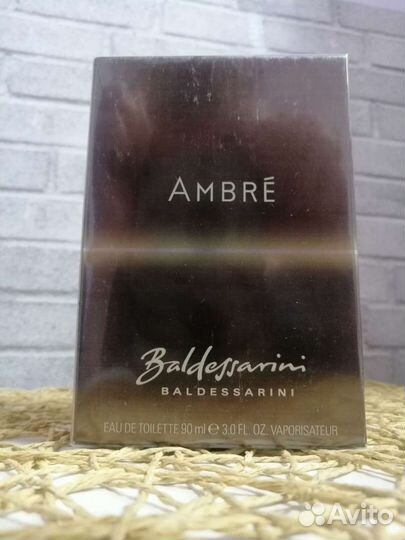 AMBRÉ
Baldessarini
BALDESSARINI
EAU DE TOILETTE 90 ml ℮ 3.0 FL. OZ. VAPORISATEUR
Avito